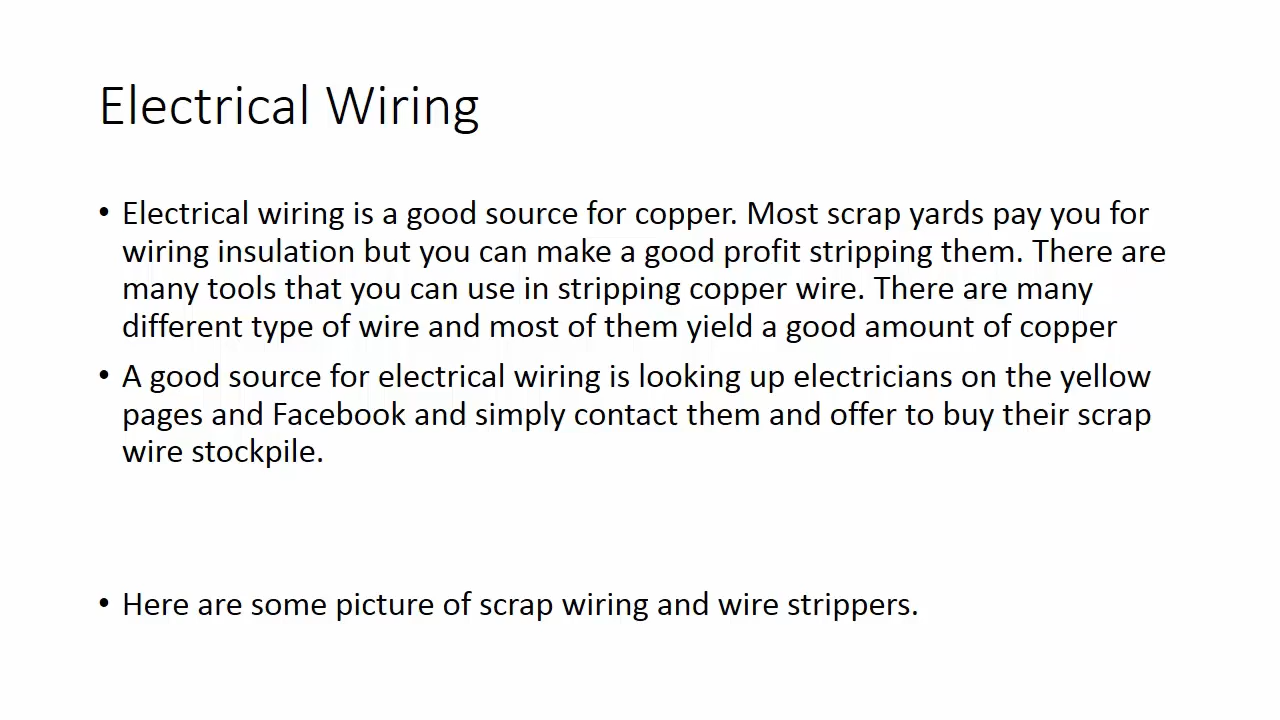 Electrical Wiring
• Electrical wiring is a good source for copper. Most scrap yards pay you for
wiring insulation but you can make a good profit stripping them. There are
many tools that you can use in stripping copper wire. There are many
different type of wire and most of them yield a good amount of copper
• A good source for electrical wiring is looking up electricians on the yellow
pages and Facebook and simply contact them and offer to buy their scrap
wire stockpile.
• Here are some picture of scrap wiring and wire strippers.